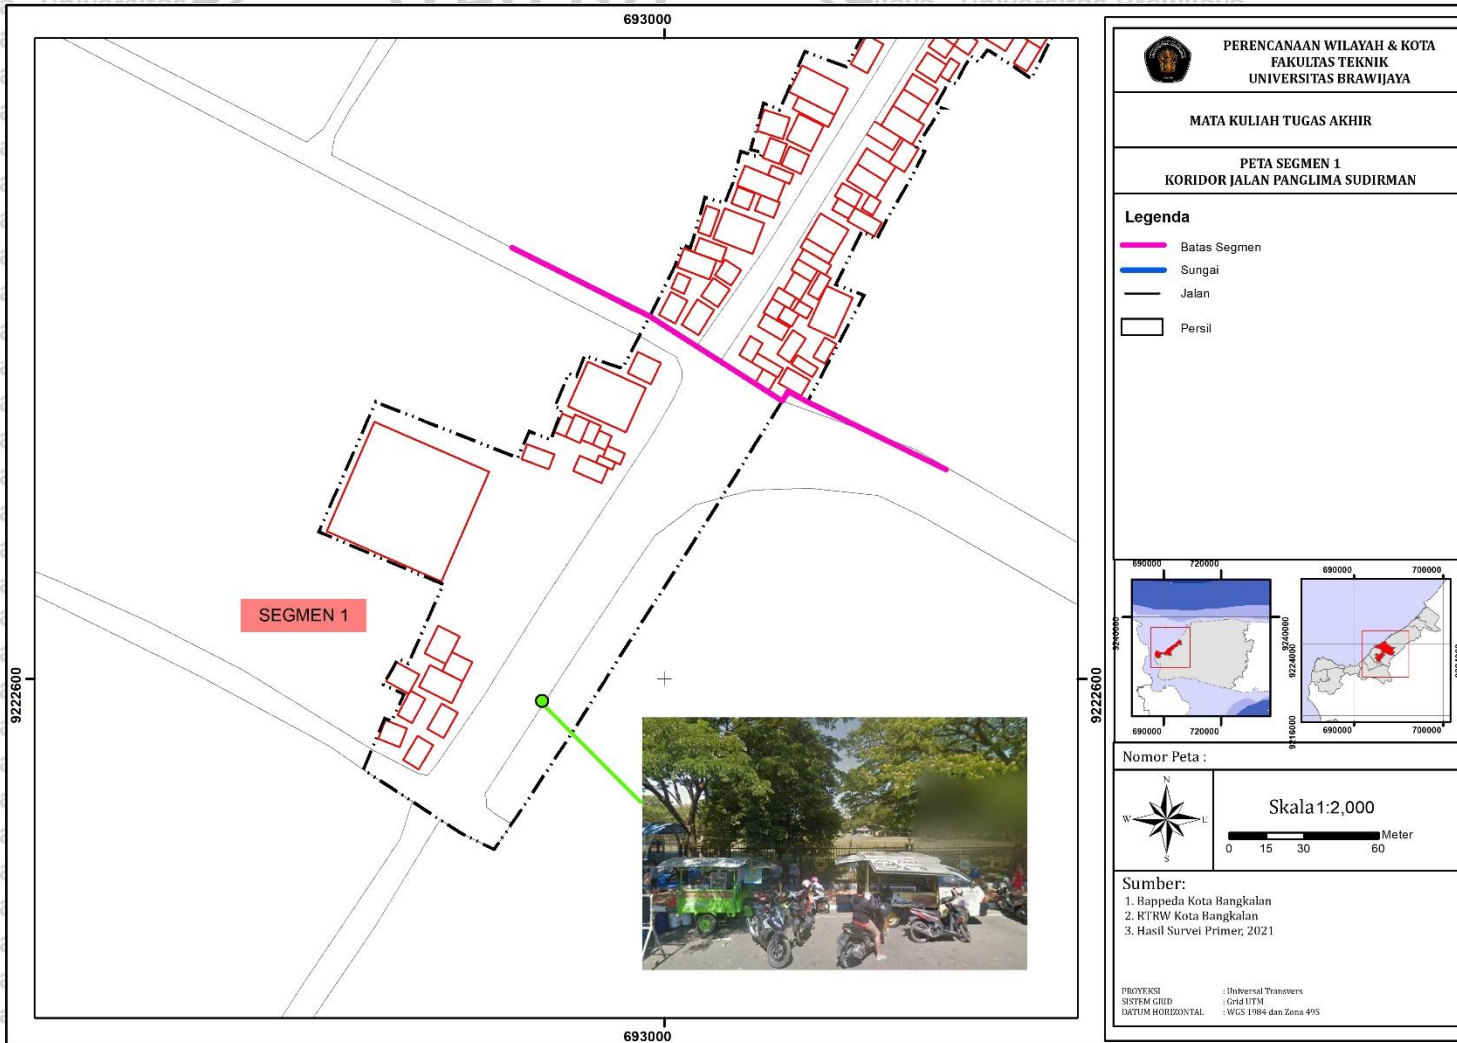 693000
9222600
9222600
693000
SEGMEN 1
PERENCANAAN WILAYAH & KOTA
FAKULTAS TEKNIK
UNIVERSITAS BRAWIJAYA
MATA KULIAH TUGAS AKHIR
PETA SEGMEN 1
KORIDOR JALAN PANGLIMA SUDIRMAN
Legenda
Batas Segmen
Sungai
Jalan
Persil
690000 720000
9240000
9240000
690000 720000
690000 700000
9224000
9216000
690000 700000
Nomor Peta :
N
W
L
S
Skala 1:2,000
Meter
0 15 30 60
Sumber:
1. Bappeda Kota Bangkalan
2. RTRW Kota Bangkalan
3. Hasil Survei Primer, 2021
PROYEKSI : Universal Transvers
SISTEM GRID : Grid UTM
DATUM HORIZONTAL : WGS 1984 dan Zona 49S